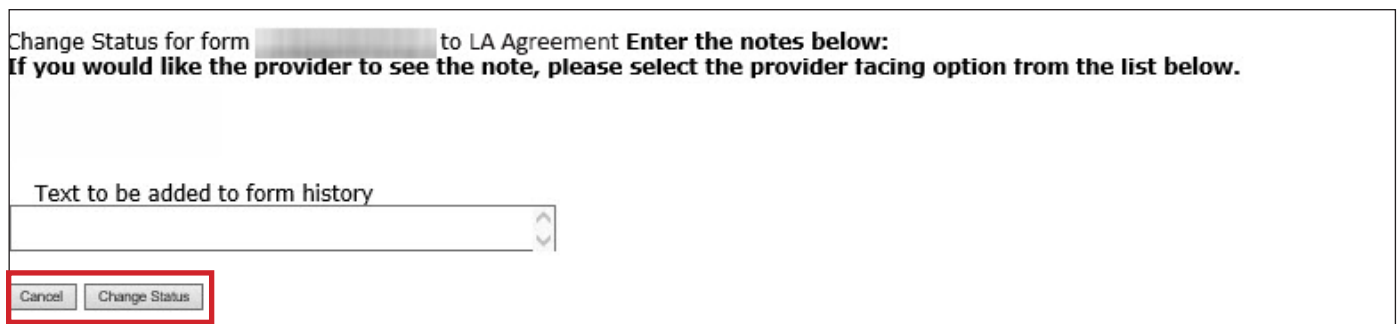 Change Status for form to LA Agreement Enter the notes below:
If you would like the provider to see the note, please select the provider facing option from the list below.
Text to be added to form history
Cancel Change Status